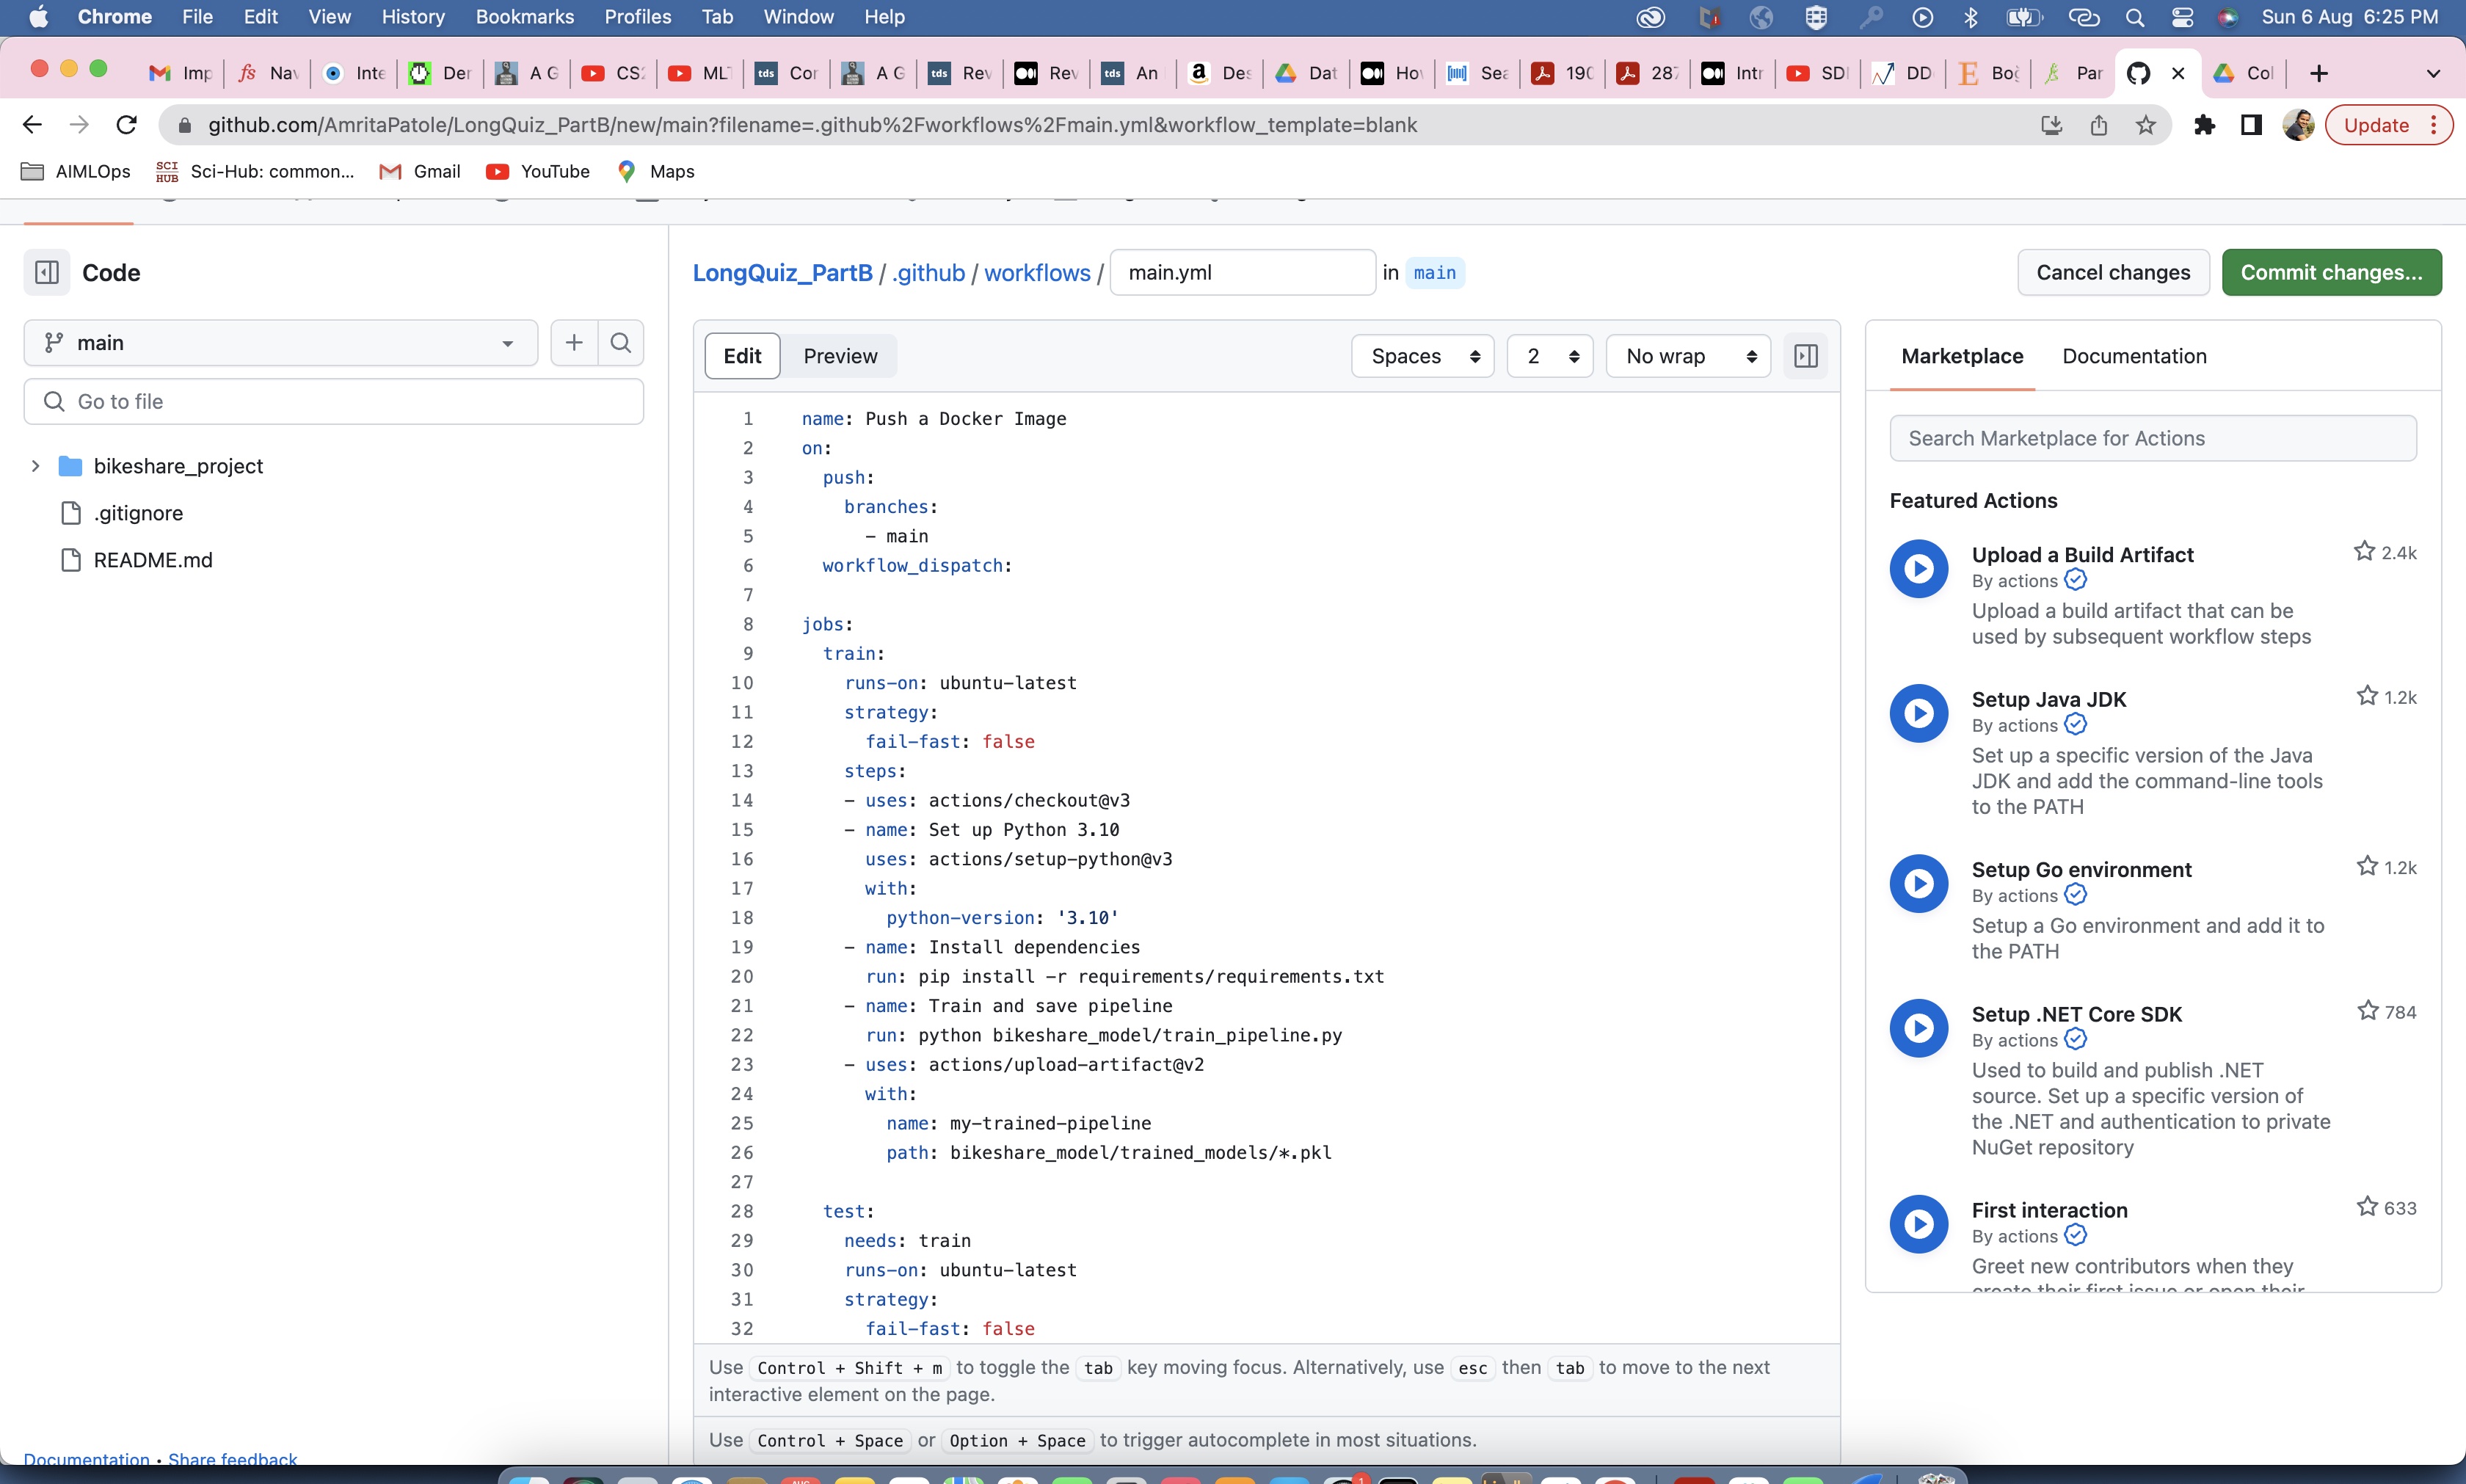 Chrome File Edit View History Bookmarks Profiles Tab Window Help Sun 6 Aug 6:25 PM
Imp Nav Inte Der A G CS2 MLT tds Cor A G tds Rev Rev tds An Des Dat How Sea 190 287 Intr SDI DD Bog Par Col
github.com/AmritaPatole/LongQuiz_PartB/new/main?filename=.github%2Fworkflows%2Fmain.yml&workflow_template=blank Update
AIMLOps SCI HUB Sci-Hub: common... Gmail YouTube Maps
Code
LongQuiz_PartB / .github / workflows / main.yml in main Cancel changes Commit changes...
main
Go to file
bikeshare_project
.gitignore
README.md
Documentation • Share feedback
Edit Preview Spaces 2 No wrap
1 name: Push a Docker Image
2 on:
3 push:
4 branches:
5 - main
6 workflow_dispatch:
7
8 jobs:
9 train:
10 runs-on: ubuntu-latest
11 strategy:
12 fail-fast: false
13 steps:
14 - uses: actions/checkout@v3
15 - name: Set up Python 3.10
16 uses: actions/setup-python@v3
17 with:
18 python-version: '3.10'
19 - name: Install dependencies
20 run: pip install -r requirements/requirements.txt
21 - name: Train and save pipeline
22 run: python bikeshare_model/train_pipeline.py
23 - uses: actions/upload-artifact@v2
24 with:
25 name: my-trained-pipeline
26 path: bikeshare_model/trained_models/*.pkl
27
28 test:
29 needs: train
30 runs-on: ubuntu-latest
31 strategy:
32 fail-fast: false
Use Control + Shift + m to toggle the tab key moving focus. Alternatively, use esc then tab to move to the next
interactive element on the page.
Use Control + Space or Option + Space to trigger autocomplete in most situations.
Marketplace Documentation
Search Marketplace for Actions
Featured Actions
Upload a Build Artifact 2.4k
By actions
Upload a build artifact that can be
used by subsequent workflow steps
Setup Java JDK 1.2k
By actions
Set up a specific version of the Java
JDK and add the command-line tools
to the PATH
Setup Go environment 1.2k
By actions
Setup a Go environment and add it to
the PATH
Setup .NET Core SDK 784
By actions
Used to build and publish .NET
source. Set up a specific version of
the .NET and authentication to private
NuGet repository
First interaction 633
By actions
Greet new contributors when they
create their first issue or open their